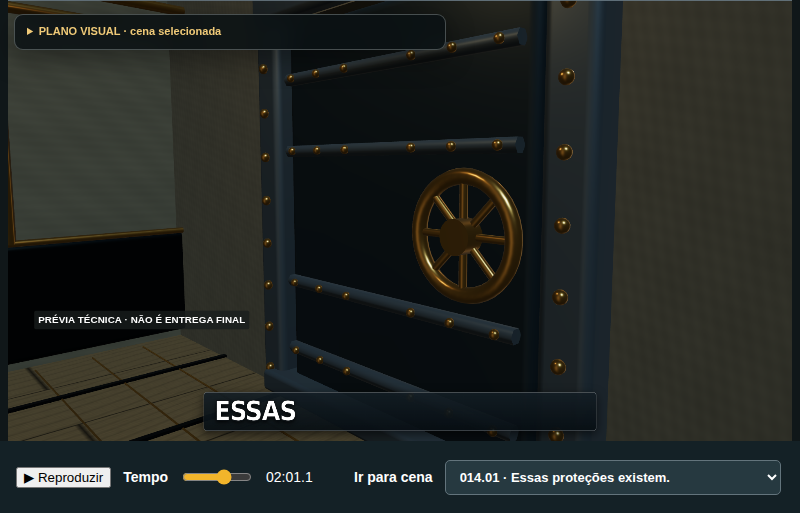 ▶ PLANO VISUAL · cena selecionada
PRÉVIA TÉCNICA · NÃO É ENTREGA FINAL
ESSAS
▶ Reproduzir Tempo 02:01.1 Ir para cena 014.01 · Essas proteções existem.